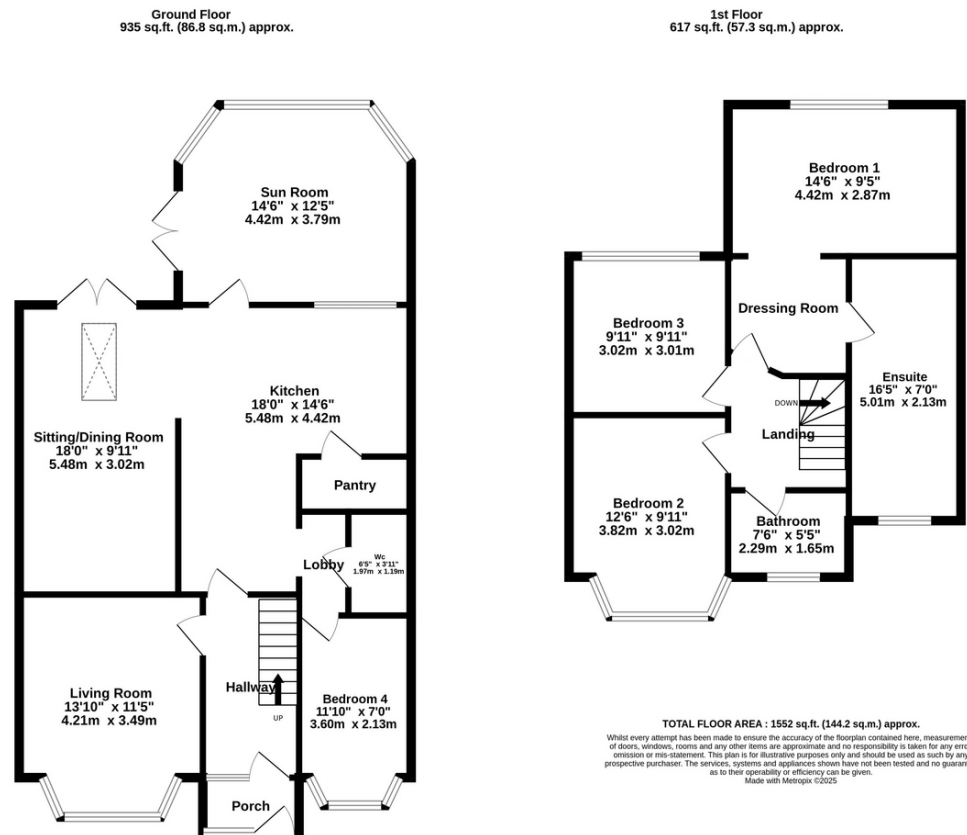 Ground Floor
935 sq.ft. (86.8 sq.m.) approx.
1st Floor
617 sq.ft. (57.3 sq.m.) approx.
Sun Room
14'6" x 12'5"
4.42m x 3.79m
Kitchen
18'0" x 14'6"
5.48m x 4.42m
Sitting/Dining Room
18'0" x 9'11"
5.48m x 3.02m
Pantry
Lobby
Wc
6'5" x 3'11"
1.97m x 1.19m
Living Room
13'10" x 11'5"
4.21m x 3.49m
Hallway
UP
Bedroom 4
11'10" x 7'0"
3.60m x 2.13m
Porch
Bedroom 1
14'6" x 9'5"
4.42m x 2.87m
Dressing Room
Bedroom 3
9'11" x 9'11"
3.02m x 3.01m
Ensuite
16'5" x 7'0"
5.01m x 2.13m
DOWN
Landing
Bedroom 2
12'6" x 9'11"
3.82m x 3.02m
Bathroom
7'6" x 5'5"
2.29m x 1.65m
TOTAL FLOOR AREA : 1552 sq.ft. (144.2 sq.m.) approx.
Whilst every attempt has been made to ensure the accuracy of the floorplan contained here, measuremen
of doors, windows, rooms and any other items are approximate and no responsibility is taken for any erro
omission or mis-statement. This plan is for illustrative purposes only and should be used as such by any
prospective purchaser. The services, systems and appliances shown have not been tested and no guaran
as to their operability or efficiency can be given.
Made with Metropix ©2025